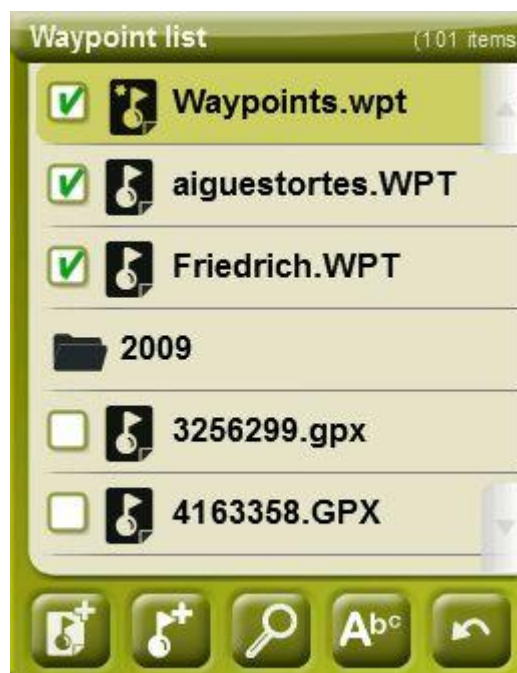 Waypoint list (101 items
Waypoints.wpt
aiguestortes.WPT
Friedrich.WPT
2009
3256299.gpx
4163358.GPX
Abc